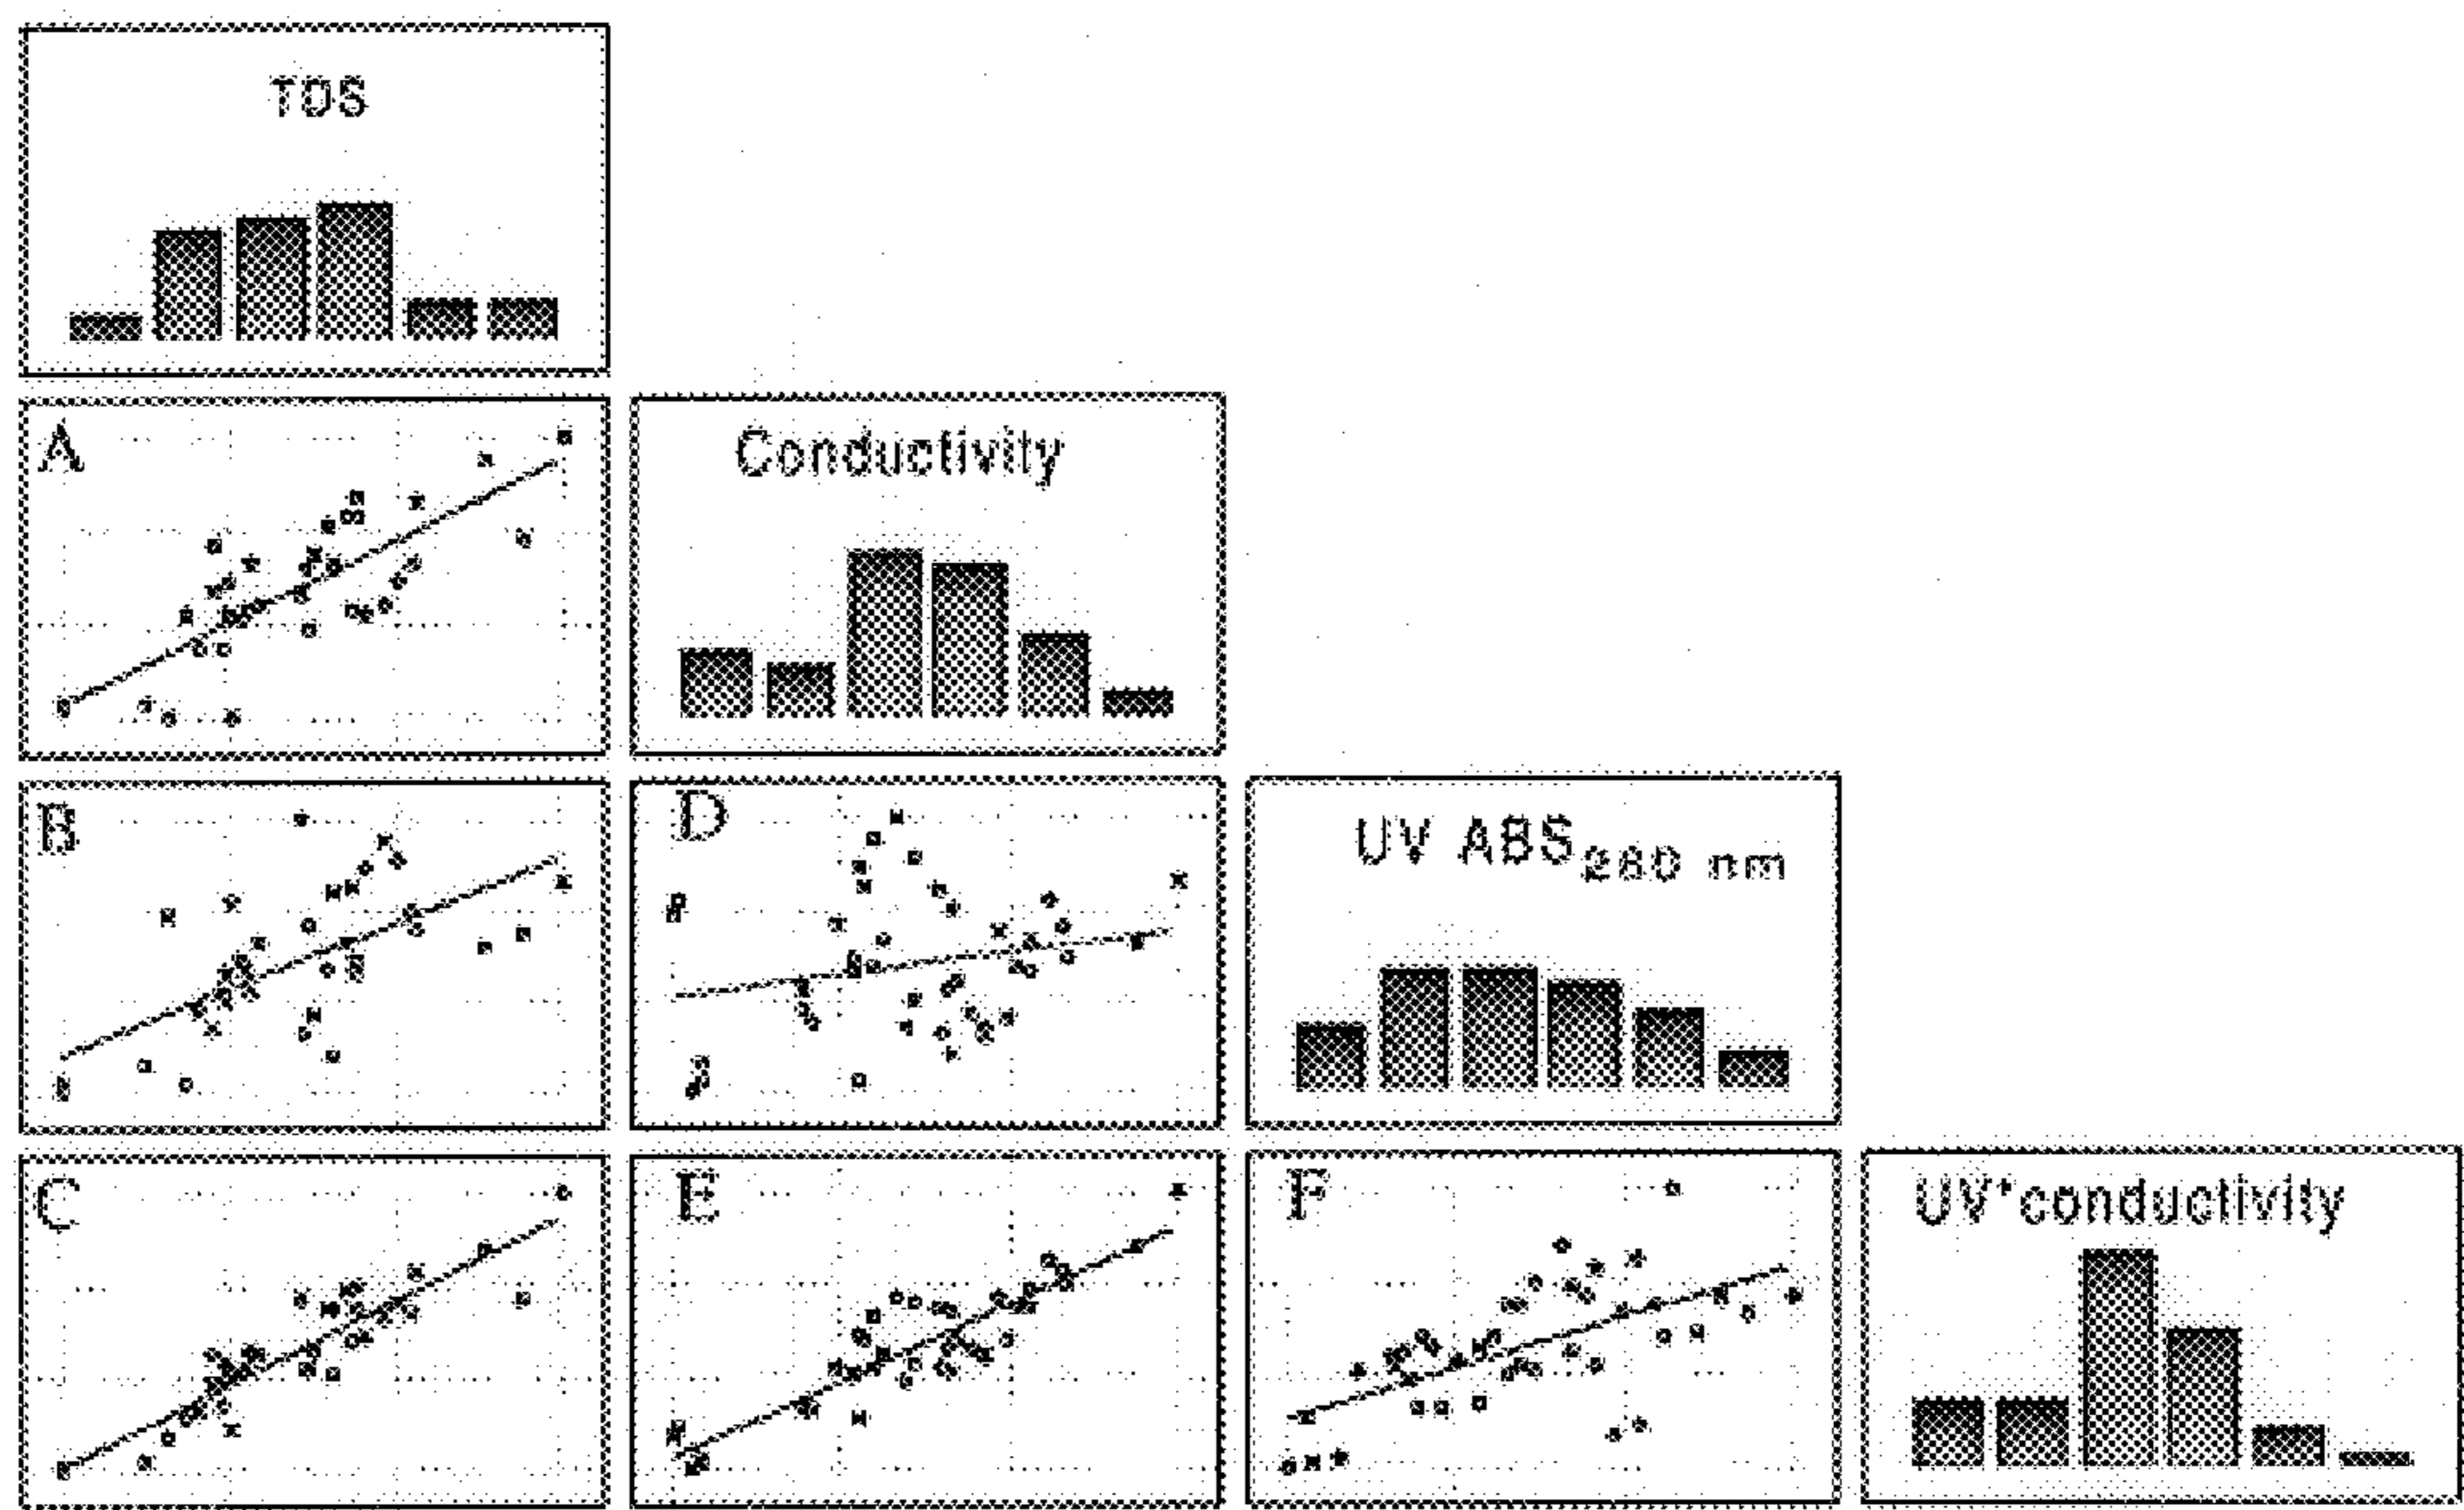 TDS
A
Conductivity
B
D
UV ABS280 nm
C
E
F
UV*conductivity